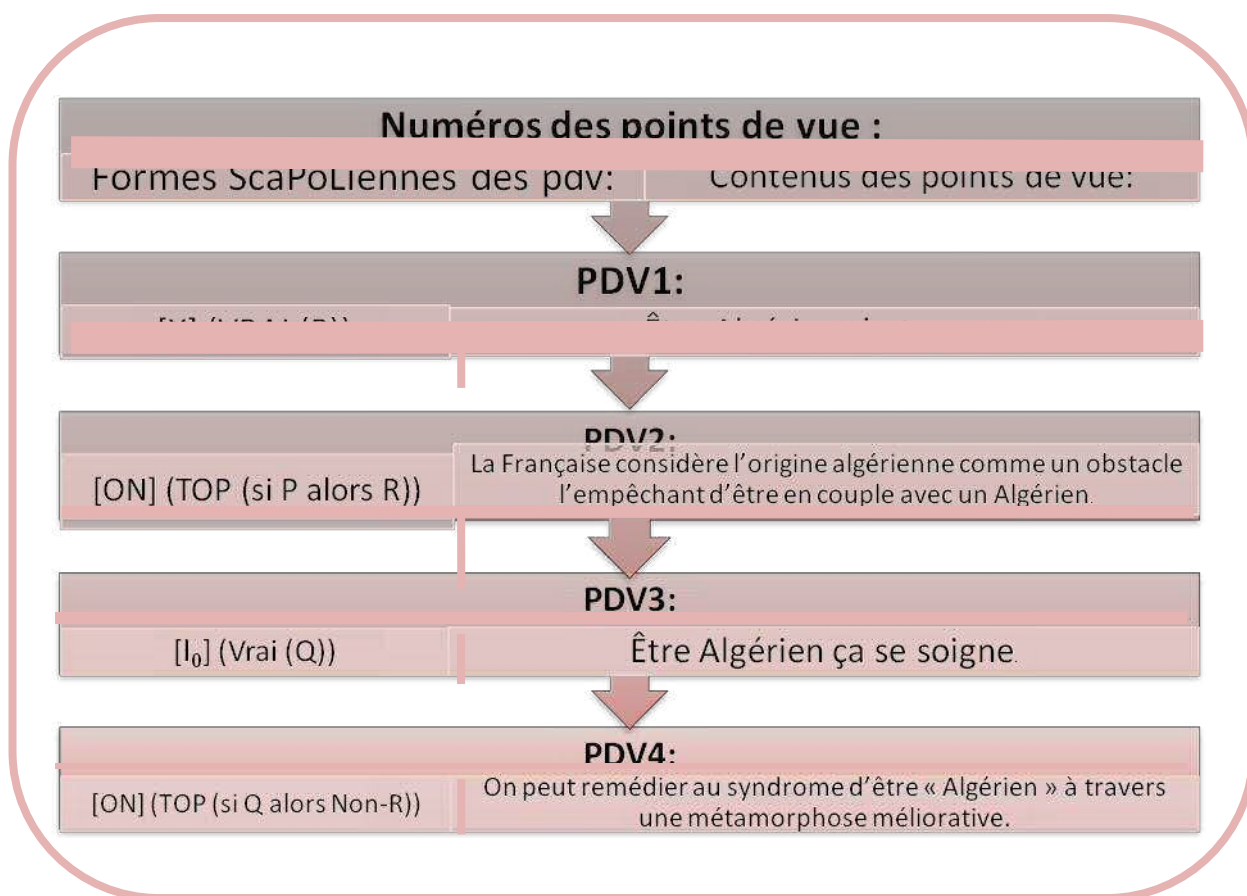 Numéros des points de vue :
Formes ScaPoLiennes des pdv: Contenus des points de vue:
PDV1:
PDV2:
[ON] (TOP (si P alors R)) La Française considère l’origine algérienne comme un obstacle
l’empêchant d’être en couple avec un Algérien.
PDV3:
[l₀] (Vrai (Q)) Être Algérien ça se soigne.
PDV4:
[ON] (TOP (si Q alors Non-R)) On peut remédier au syndrome d’être « Algérien » à travers
une métamorphose méliorative.